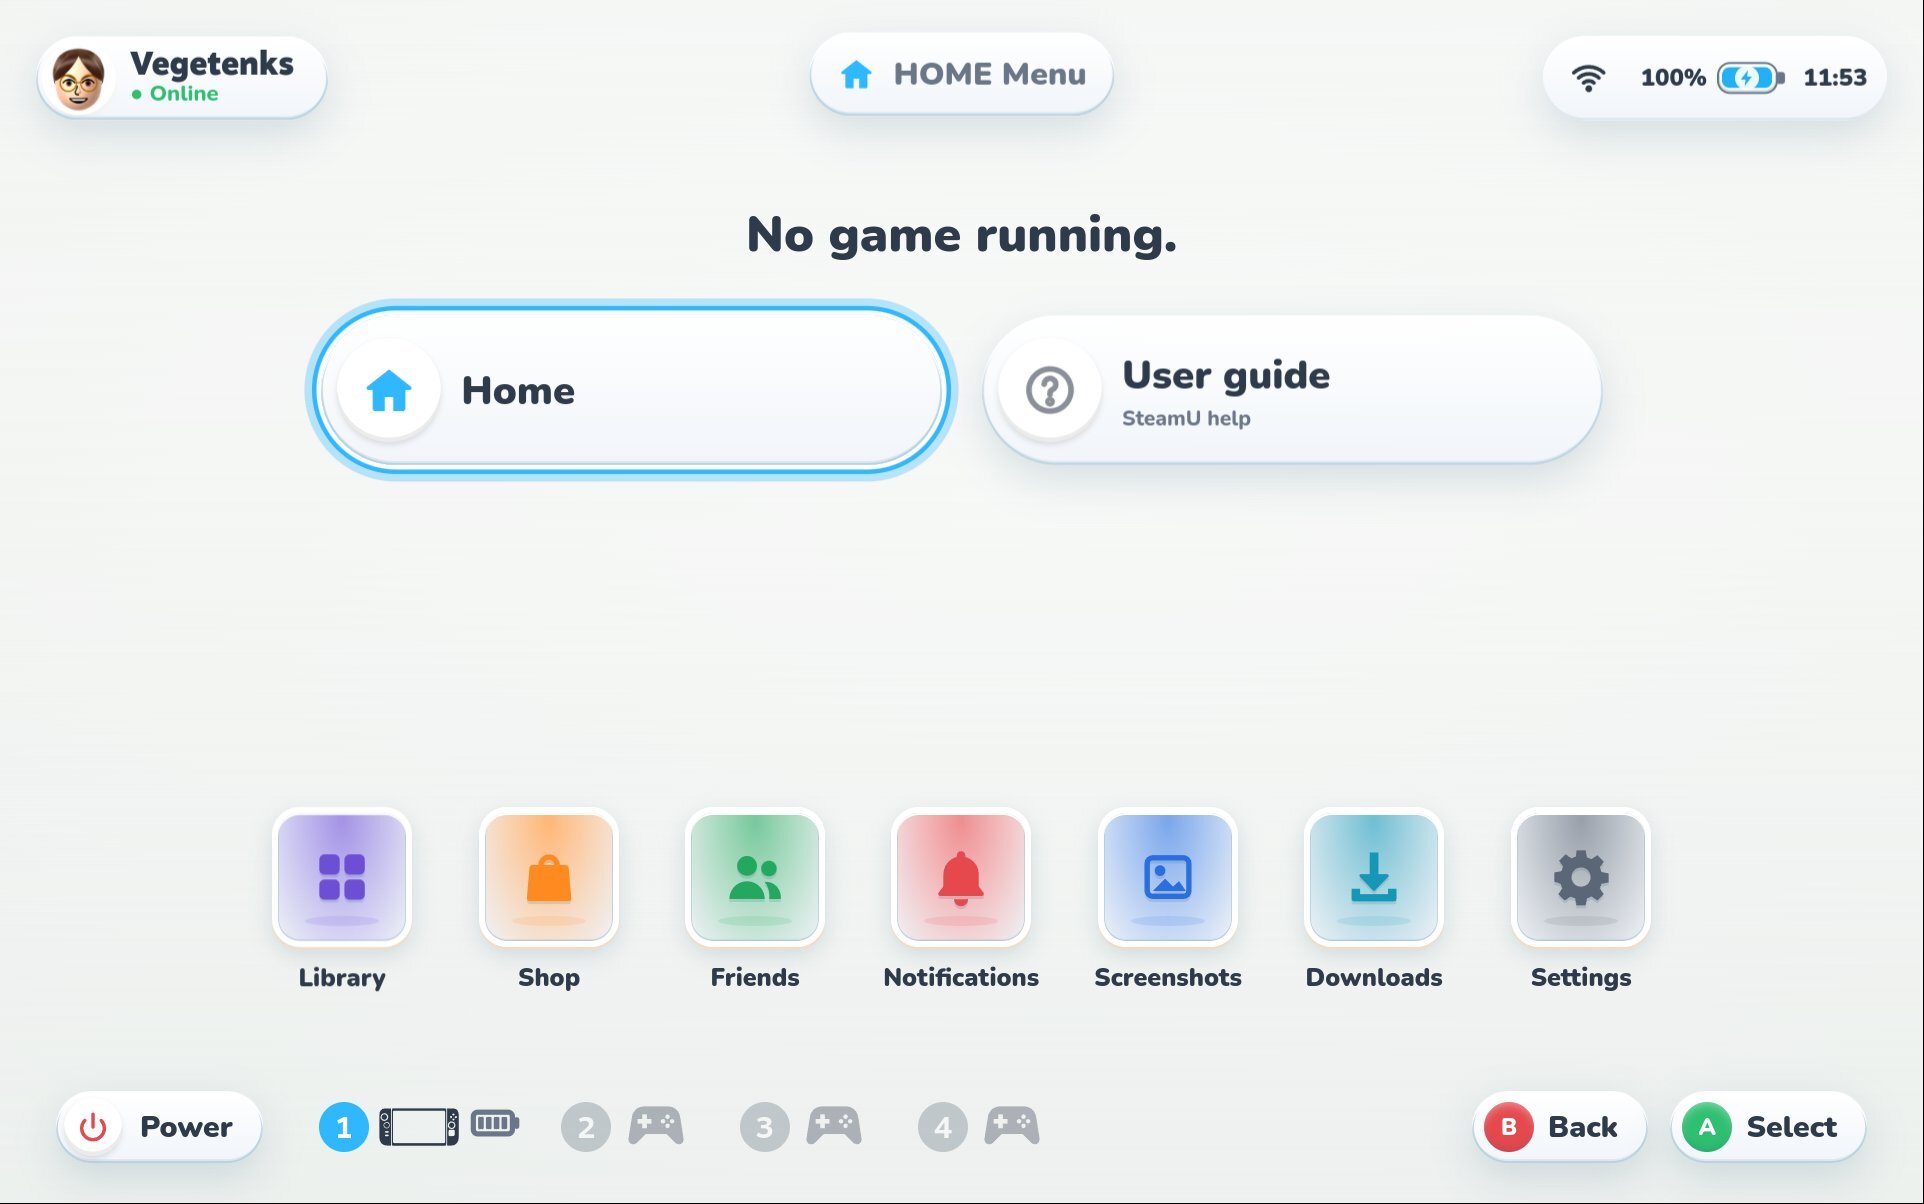 Vegetenks
Online
HOME Menu
100%
11:53
No game running.
Home
User guide
SteamU help
Library
Shop
Friends
Notifications
Screenshots
Downloads
Settings
Power
1
2
3
4
B Back
A Select